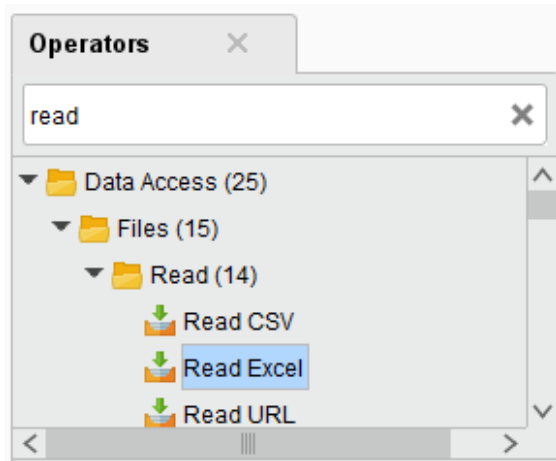 Operators
read
Data Access (25)
Files (15)
Read (14)
Read CSV
Read Excel
Read URL